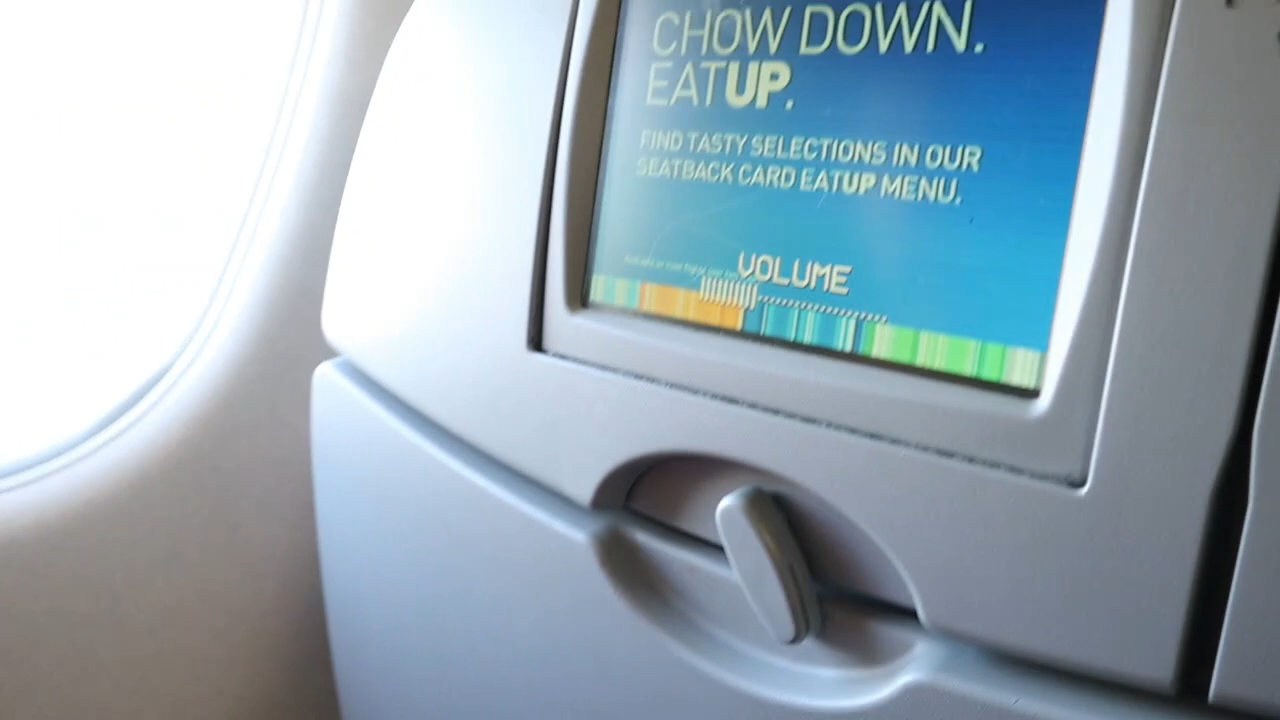 CHOW DOWN.
EATUP.
FIND TASTY SELECTIONS IN OUR
SEATBACK CARD EATUP MENU.
VOLUME